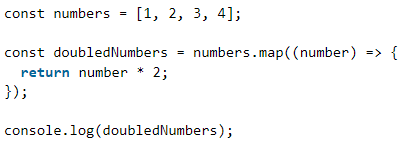 const numbers = [1, 2, 3, 4];
const doubledNumbers = numbers.map((number) => {
  return number * 2;
});
console.log(doubledNumbers);